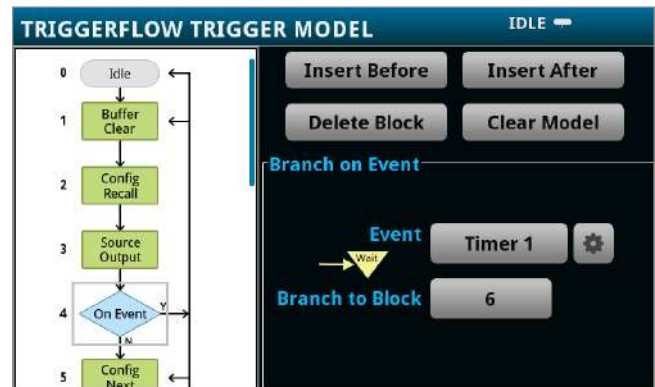 TRIGGERFLOW TRIGGER MODEL
IDLE
0 Idle
1 Buffer
Clear
2 Config
Recall
3 Source
Output
4 On Event Y
N
5 Config
Next
Insert Before Insert After
Delete Block Clear Model
Branch on Event
Event Timer 1
Wait
Branch to Block 6